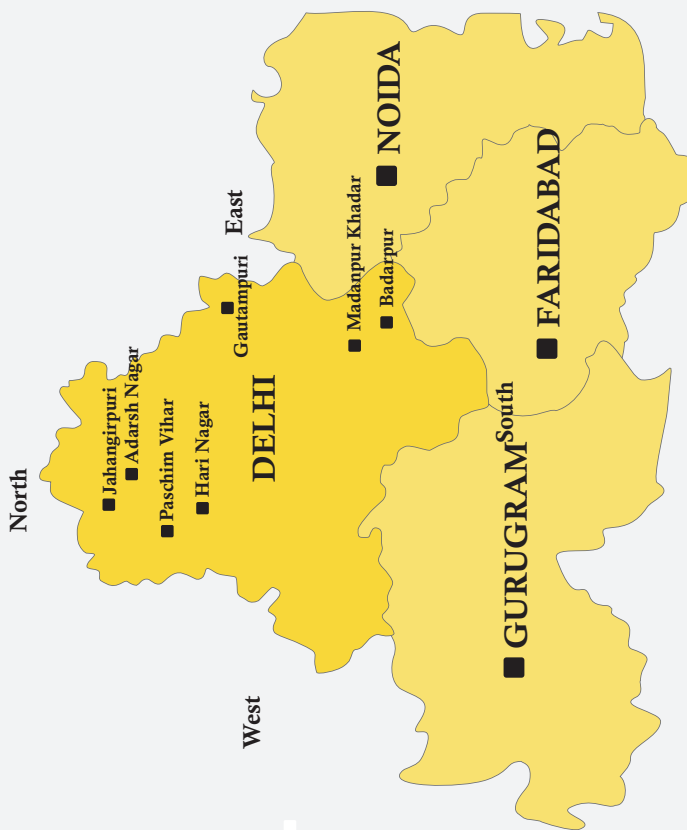 North
Jahangirpuri
Adarsh Nagar
Paschim Vihar
Hari Nagar
Gautampuri
East
DELHI
West
Madanpur Khadar
Badarpur
NOIDA
South
GURUGRAM
FARIDABAD